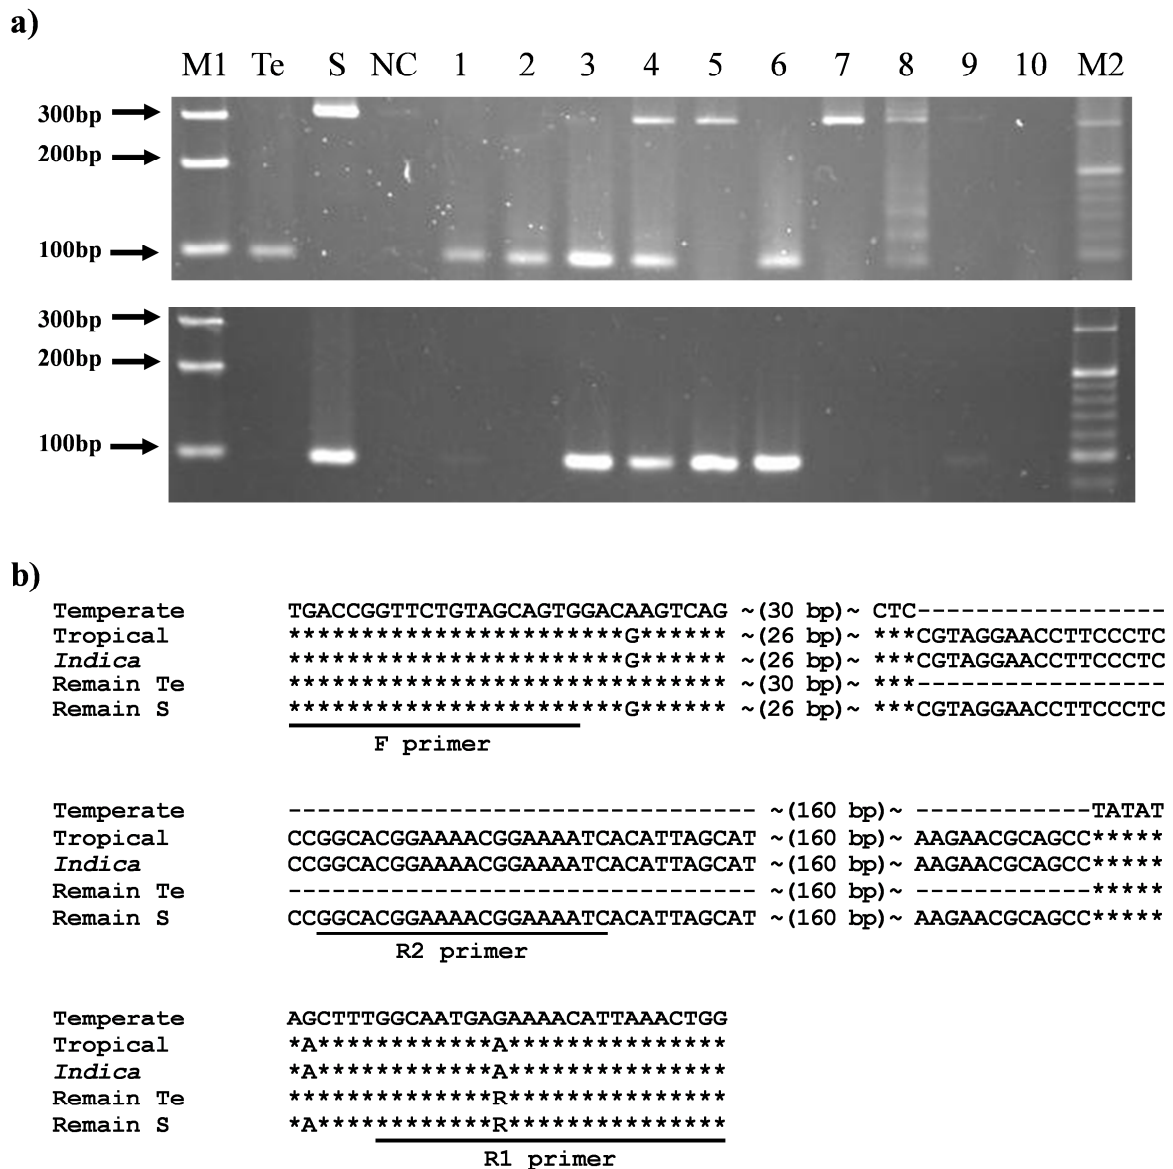 a)
M1 Te S NC 1 2 3 4 5 6 7 8 9 10 M2
300bp
200bp
100bp
300bp
200bp
100bp
b)
Temperate TGACCGGTTCTGTAGCAGTGGACAAGTCAG ~(30 bp)~ CTC-----------------
Tropical ***********************G****** ~(26 bp)~ ***CGTAGGAACCTTCCCTC
Indica ***********************G****** ~(26 bp)~ ***CGTAGGAACCTTCCCTC
Remain Te ****************************** ~(30 bp)~ ***-----------------
Remain S ***********************G****** ~(26 bp)~ ***CGTAGGAACCTTCCCTC
F primer
Temperate -------------------------------- ~(160 bp)~ ------------TATAT
Tropical CCGGCACGGAAAACGGAAAATCACATTAGCAT ~(160 bp)~ AAGAACGCAGCC*****
Indica CCGGCACGGAAAACGGAAAATCACATTAGCAT ~(160 bp)~ AAGAACGCAGCC*****
Remain Te -------------------------------- ~(160 bp)~ ------------*****
Remain S CCGGCACGGAAAACGGAAAATCACATTAGCAT ~(160 bp)~ AAGAACGCAGCC*****
R2 primer
Temperate AGCTTTGGCAATGAGAAAACATTAAACTGG
Tropical *A************A***************
Indica *A************A***************
Remain Te **************R***************
Remain S *A************R***************
R1 primer